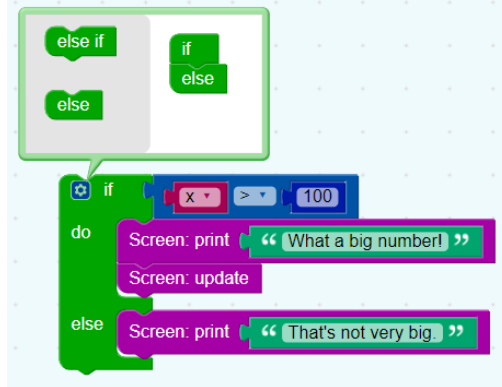 else if
if
else
else
if x > 100
do
Screen: print “ What a big number! ”
Screen: update
else
Screen: print “ That's not very big. ”